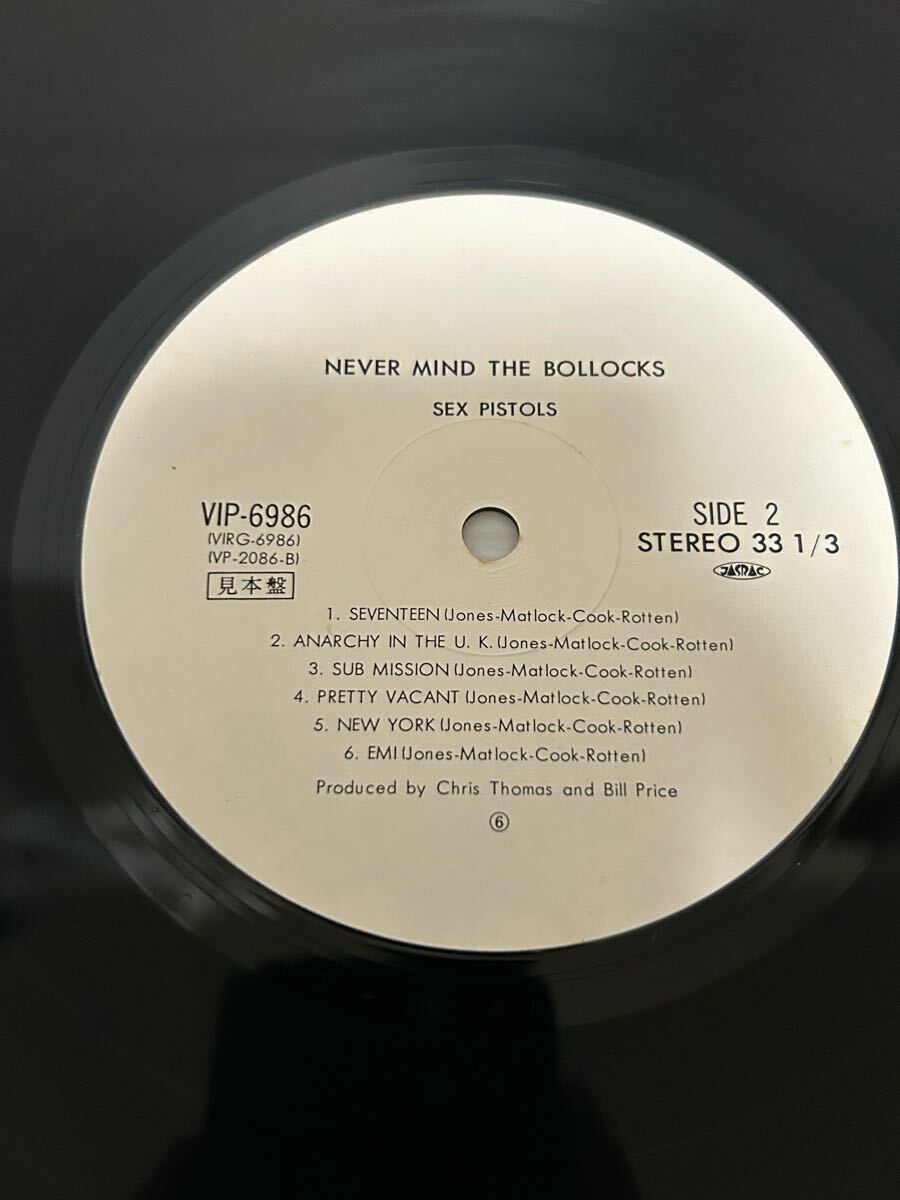 NEVER MIND THE BOLLOCKS
SEX PISTOLS
VIP-6986
(VIRG-6986)
(VP-2086-B)
見本盤
SIDE 2
STEREO 33 1/3
JASRAC
1. SEVENTEEN (Jones-Matlock-Cook-Rotten)
2. ANARCHY IN THE U. K. (Jones-Matlock-Cook-Rotten)
3. SUB MISSION (Jones-Matlock-Cook-Rotten)
4. PRETTY VACANT (Jones-Matlock-Cook-Rotten)
5. NEW YORK (Jones-Matlock-Cook-Rotten)
6. EMI (Jones-Matlock-Cook-Rotten)
Produced by Chris Thomas and Bill Price
⑥